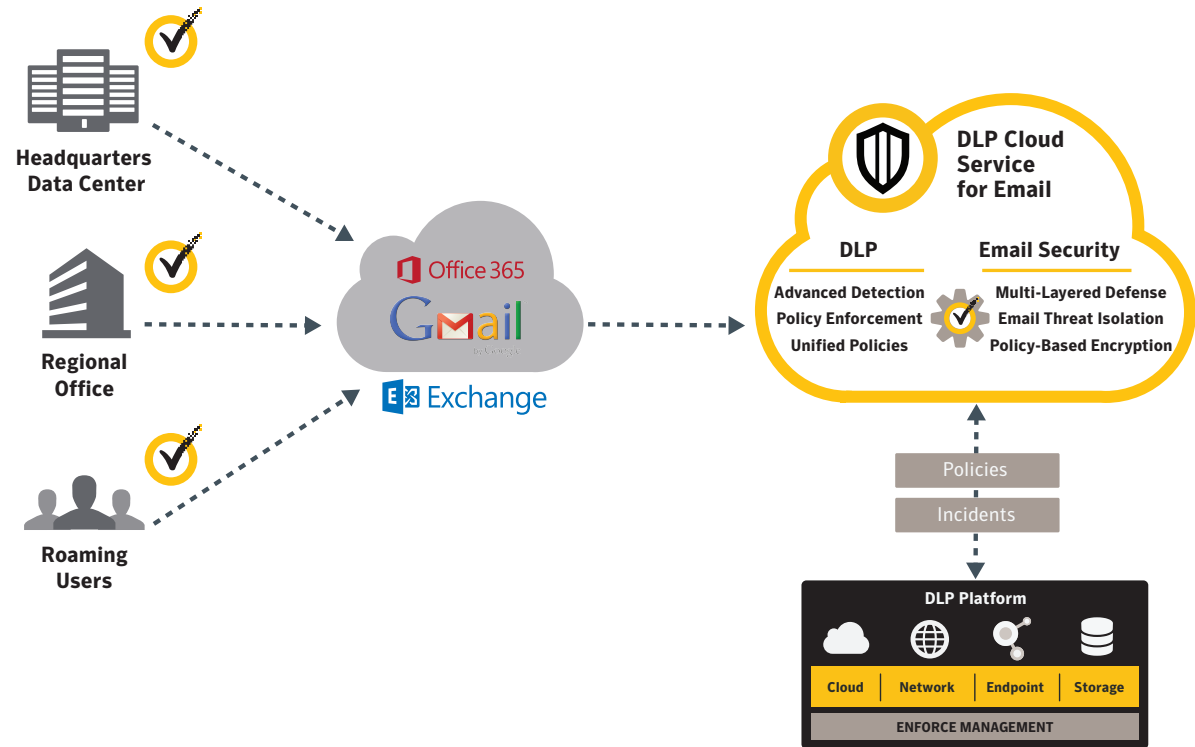 Headquarters
Data Center
Regional
Office
Roaming
Users
Office 365
Gmail
Exchange
DLP Cloud
Service
for Email
DLP
Advanced Detection
Policy Enforcement
Unified Policies
Email Security
Multi-Layered Defense
Email Threat Isolation
Policy-Based Encryption
Policies
Incidents
DLP Platform
Cloud
Network
Endpoint
Storage
ENFORCE MANAGEMENT